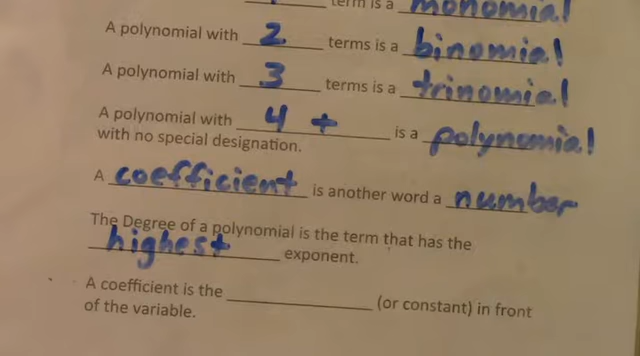 term is a monomial
A polynomial with 2 terms is a binomial
A polynomial with 3 terms is a trinomial
A polynomial with 4 + is a polynomial
with no special designation.
A coefficient is another word a number
The Degree of a polynomial is the term that has the
highest exponent.
A coefficient is the ____________ (or constant) in front
of the variable.